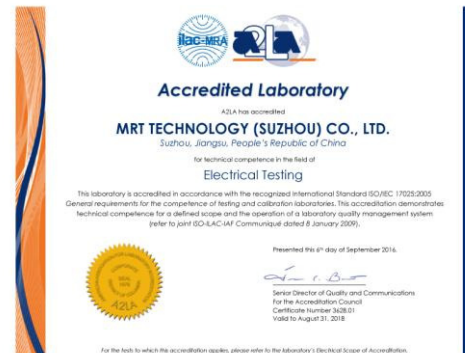 ilac-MRA
A2LA
Accredited Laboratory
A2LA has accredited
MRT TECHNOLOGY (SUZHOU) CO., LTD.
Suzhou, Jiangsu, People's Republic of China
for technical competence in the field of
Electrical Testing
This laboratory is accredited in accordance with the recognized International Standard ISO/IEC 17025:2005
General requirements for the competence of testing and calibration laboratories. This accreditation demonstrates
technical competence for a defined scope and the operation of a laboratory quality management system
(refer to joint ISO-ILAC-IAF Communiqué dated 8 January 2009).
Presented this 6th day of September 2016.
Senior Director of Quality and Communications
For the Accreditation Council
Certificate Number 3628.01
Valid to August 31, 2018
SEAL
A2LA
For the tests to which this accreditation applies, please refer to the laboratory's Electrical Scope of Accreditation.